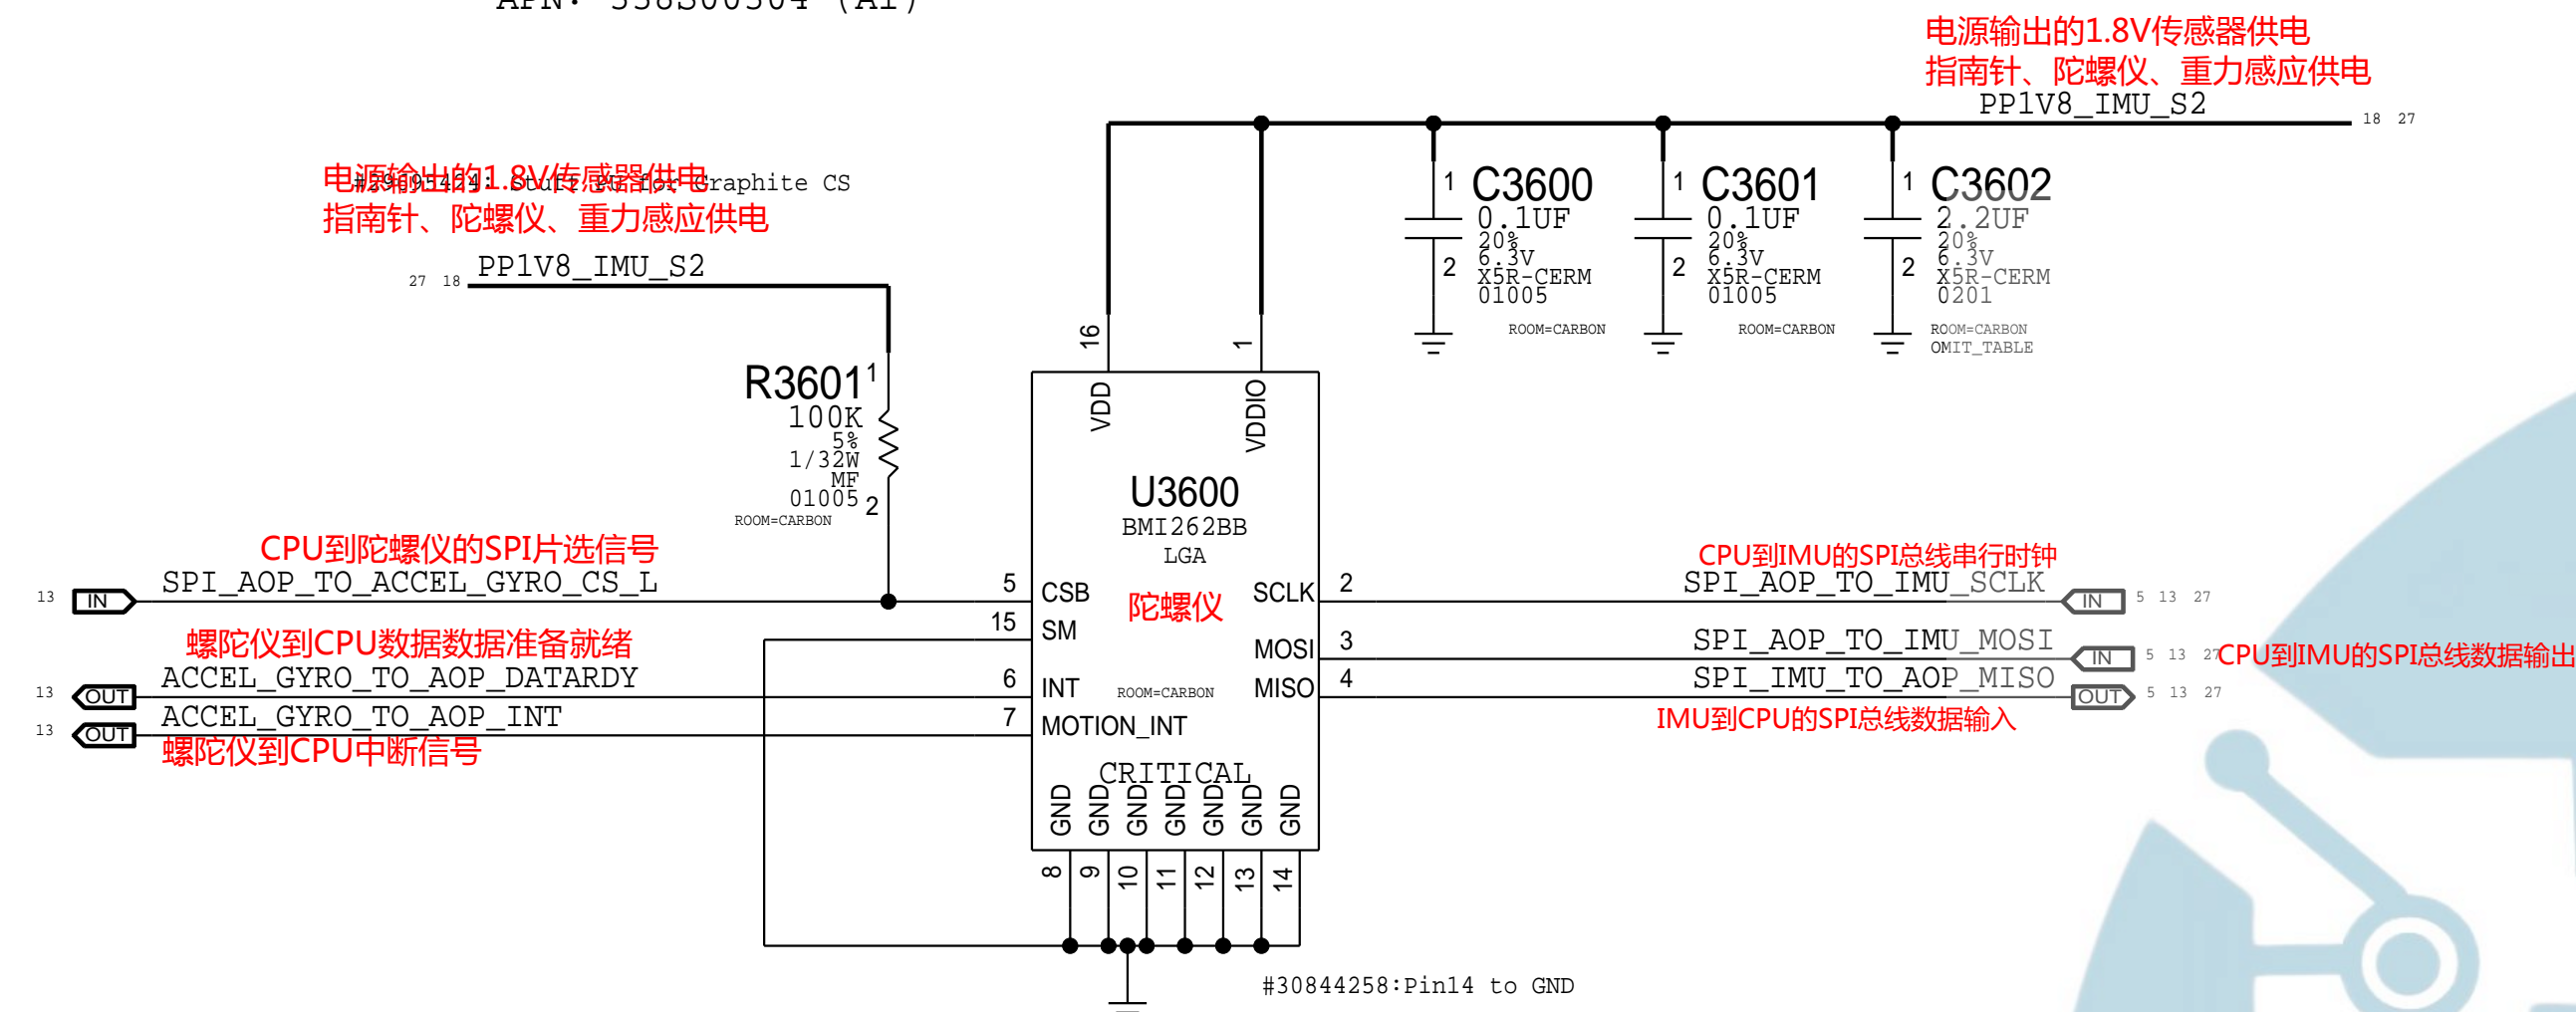 APN: 338S00304 (A1)
电源输出的1.8V传感器供电
指南针、陀螺仪、重力感应供电
PP1V8_IMU_S2
18 27
电源输出的1.8V传感器供电
for Graphite CS
指南针、陀螺仪、重力感应供电
27 18
PP1V8_IMU_S2
1
C3600
0.1UF
20%
6.3V
2
X5R-CERM
01005
ROOM=CARBON
1
C3601
0.1UF
20%
6.3V
2
X5R-CERM
01005
ROOM=CARBON
1
C3602
2.2UF
20%
6.3V
2
X5R-CERM
0201
ROOM=CARBON
OMIT_TABLE
R3601
1
100K
5%
1/32W
MF
01005
2
ROOM=CARBON
16
1
VDD
VDDIO
U3600
BMI262BB
LGA
陀螺仪
CPU到陀螺仪的SPI片选信号
13
IN
SPI_AOP_TO_ACCEL_GYRO_CS_L
5
CSB
15
SM
螺陀仪到CPU数据数据准备就绪
13
OUT
ACCEL_GYRO_TO_AOP_DATARDY
6
INT
13
OUT
ACCEL_GYRO_TO_AOP_INT
7
MOTION_INT
螺陀仪到CPU中断信号
ROOM=CARBON
CPU到IMU的SPI总线串行时钟
SCLK
2
SPI_AOP_TO_IMU_SCLK
IN
5 13 27
MOSI
3
SPI_AOP_TO_IMU_MOSI
IN
5 13 27
CPU到IMU的SPI总线数据输出
MISO
4
SPI_IMU_TO_AOP_MISO
OUT
5 13 27
IMU到CPU的SPI总线数据输入
CRITICAL
GND GND GND GND GND GND GND
8 9 10 11 12 13 14
#30844258:Pin14 to GND